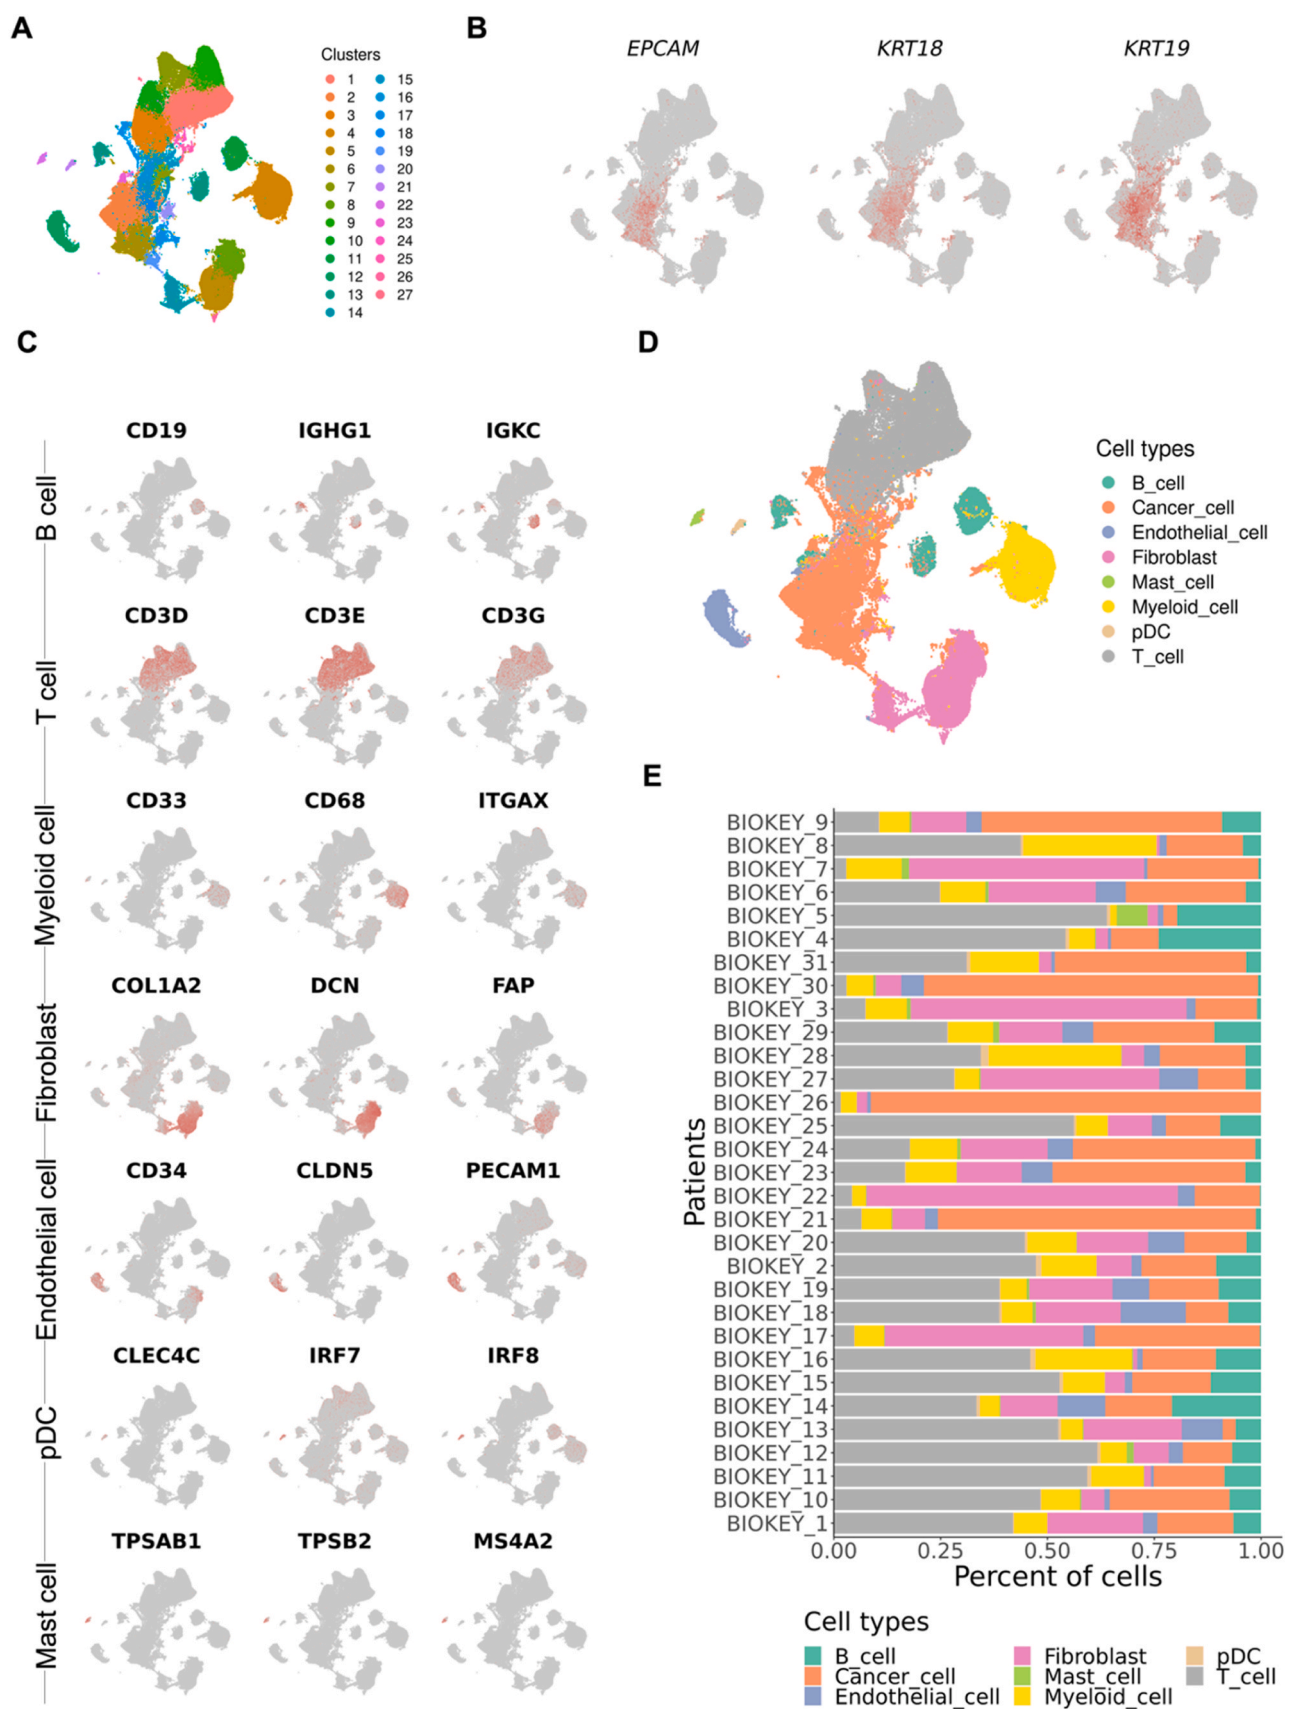 A
B
Clusters
1 15
2 16
3 17
4 18
5 19
6 20
7 21
8 22
9 23
10 24
11 25
12 26
13 27
14
EPCAM KRT18 KRT19
C
B cell
CD19 IGHG1 IGKC
T cell
CD3D CD3E CD3G
Myeloid cell
CD33 CD68 ITGAX
Fibroblast
COL1A2 DCN FAP
Endothelial cell
CD34 CLDN5 PECAM1
pDC
CLEC4C IRF7 IRF8
Mast cell
TPSAB1 TPSB2 MS4A2
D
Cell types
B_cell
Cancer_cell
Endothelial_cell
Fibroblast
Mast_cell
Myeloid_cell
pDC
T_cell
E
Patients
BIOKEY_9
BIOKEY_8
BIOKEY_7
BIOKEY_6
BIOKEY_5
BIOKEY_4
BIOKEY_31
BIOKEY_30
BIOKEY_3
BIOKEY_29
BIOKEY_28
BIOKEY_27
BIOKEY_26
BIOKEY_25
BIOKEY_24
BIOKEY_23
BIOKEY_22
BIOKEY_21
BIOKEY_20
BIOKEY_2
BIOKEY_19
BIOKEY_18
BIOKEY_17
BIOKEY_16
BIOKEY_15
BIOKEY_14
BIOKEY_13
BIOKEY_12
BIOKEY_11
BIOKEY_10
BIOKEY_1
0.00 0.25 0.50 0.75 1.00
Percent of cells
Cell types
B_cell Fibroblast pDC
Cancer_cell Mast_cell T_cell
Endothelial_cell Myeloid_cell